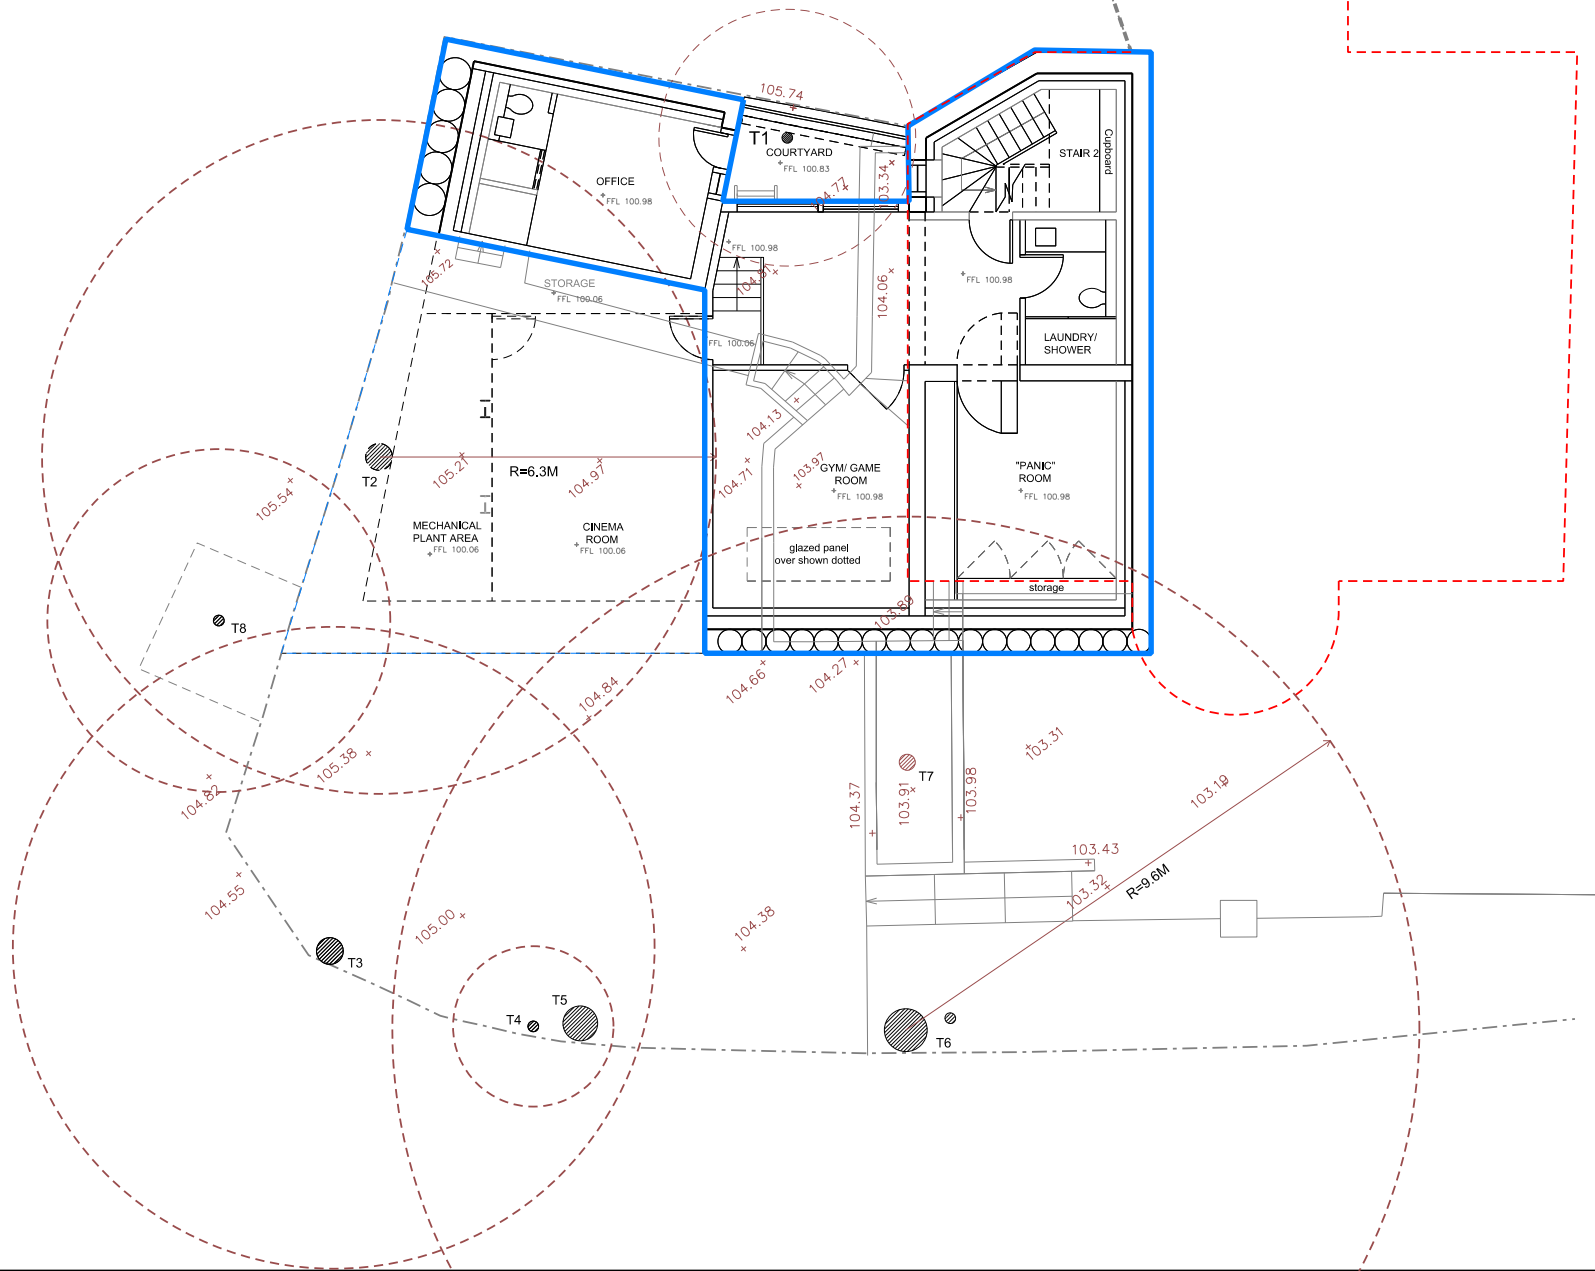 105.74
T1
COURTYARD
FFL 100.83
STAIR 2
Cupboard
OFFICE
FFL 100.98
104.77
103.34
105.72
STORAGE
FFL 100.06
FFL 100.98
104.91
104.06
FFL 100.98
FFL 100.06
LAUNDRY/
SHOWER
104.13
T2
105.21
R=6.3M
104.97
104.71
103.97
GYM/ GAME
ROOM
FFL 100.98
"PANIC"
ROOM
FFL 100.98
105.54
MECHANICAL
PLANT AREA
FFL 100.06
CINEMA
ROOM
FFL 100.06
glazed panel
over shown dotted
storage
103.89
T8
104.66
104.27
104.84
105.38
104.82
103.31
T7
104.37
103.91
103.98
103.19
103.43
103.32
R=9.6M
104.55
105.00
104.38
T3
T4
T5
T6